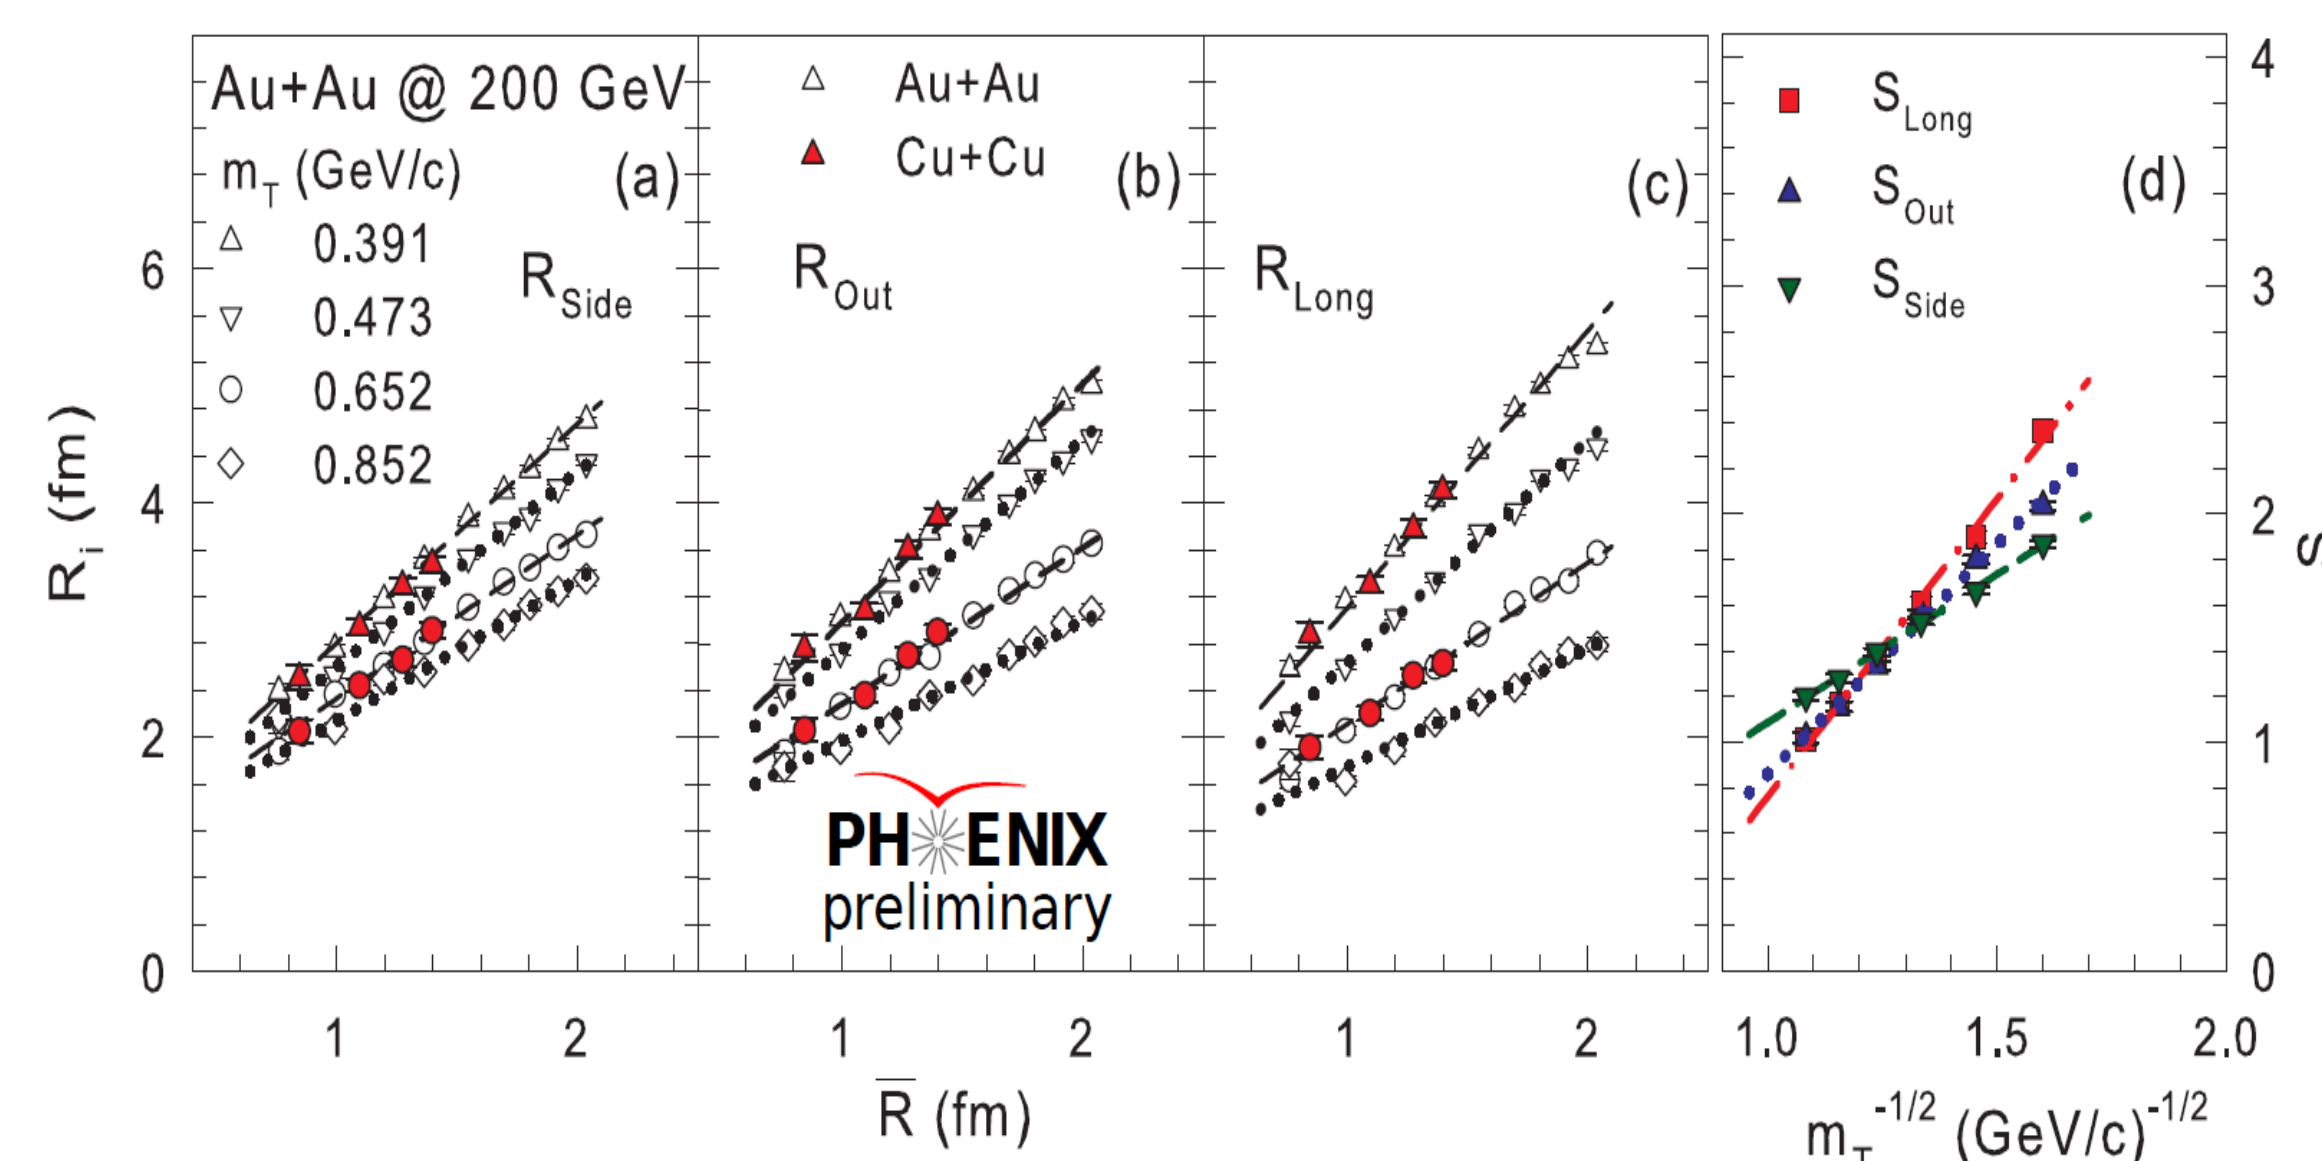 Au+Au @ 200 GeV
m_T (GeV/c)
(a)
0.391
0.473
0.652
0.852
R_Side
Au+Au
Cu+Cu
(b)
R_Out
PHENIX
preliminary
(c)
R_Long
S_Long
S_Out
S_Side
(d)
R_i (fm)
6
4
2
0
1
2
1
2
1
2
R̅ (fm)
4
3
2
1
0
S
1.0
1.5
2.0
m_T^-1/2 (GeV/c)^-1/2